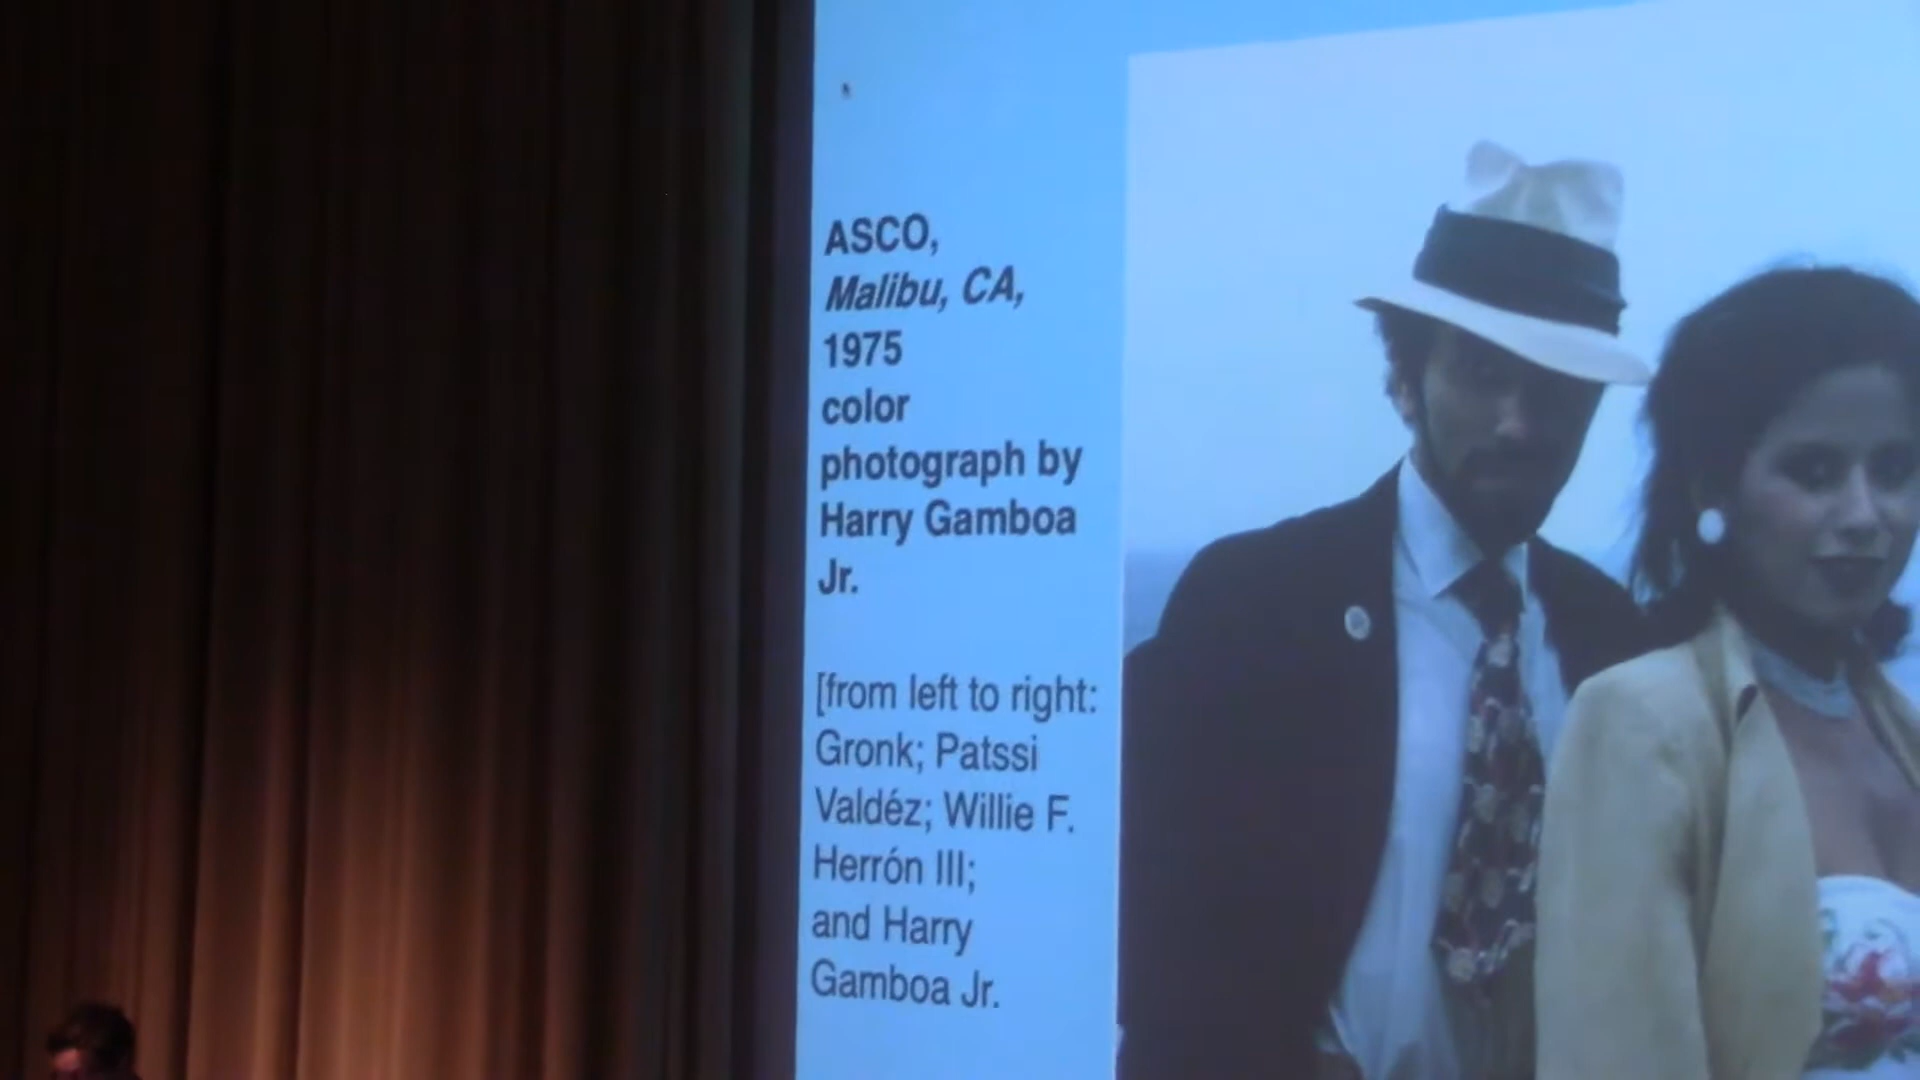 ASCO,
Malibu, CA,
1975
color
photograph by
Harry Gamboa
Jr.
[from left to right:
Gronk; Patssi
Valdéz; Willie F.
Herrón III;
and Harry
Gamboa Jr.